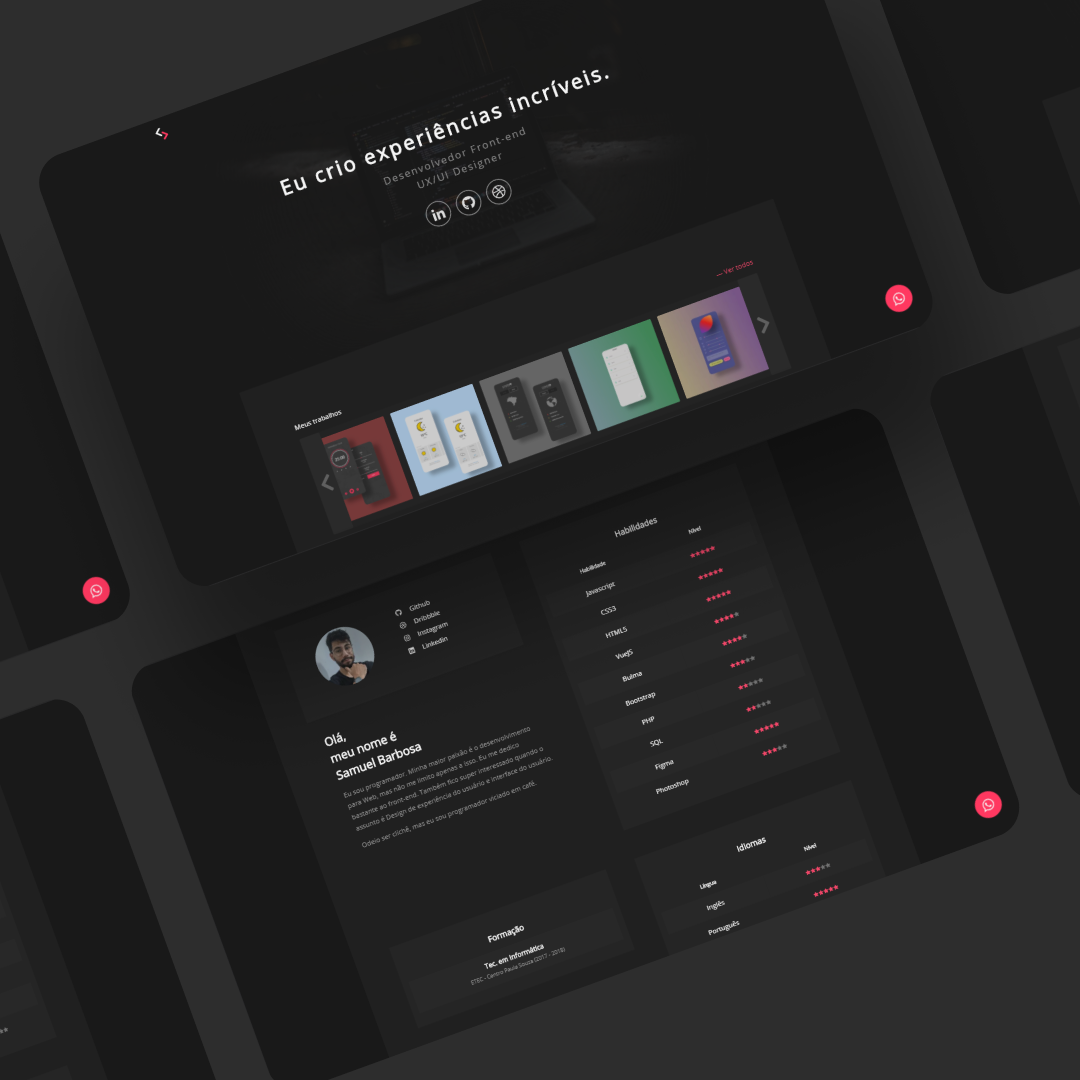 Eu crio experiências incríveis.
Desenvolvedor Front-end
UX/UI Designer
Ver todos
Meus trabalhos
Github
Dribbble
Instagram
Linkedin
Olá,
meu nome é
Samuel Barbosa
Eu sou programador. Minha maior paixão é o desenvolvimento
para Web, mas não me limito apenas a isso. Eu me dedico
bastante ao front-end. Também fico super interessado quando o
assunto é Design de experiência do usuário e interface do usuário.
Odeio ser clichê, mas eu sou programador viciado em café.
Formação
Tec. em Informática
ETEC - Centro Paula Souza (2017 - 2019)
Habilidades
Habilidade Nível
Javascript ★★★★★
CSS3 ★★★★★
HTML5 ★★★★★
VueJS ★★★★★
Bulma ★★★★★
Bootstrap ★★★★★
PHP ★★★★★
SQL ★★★★★
Figma ★★★★★
Photoshop ★★★★★
Idiomas
Língua Nível
Inglês ★★★★★
Português ★★★★★